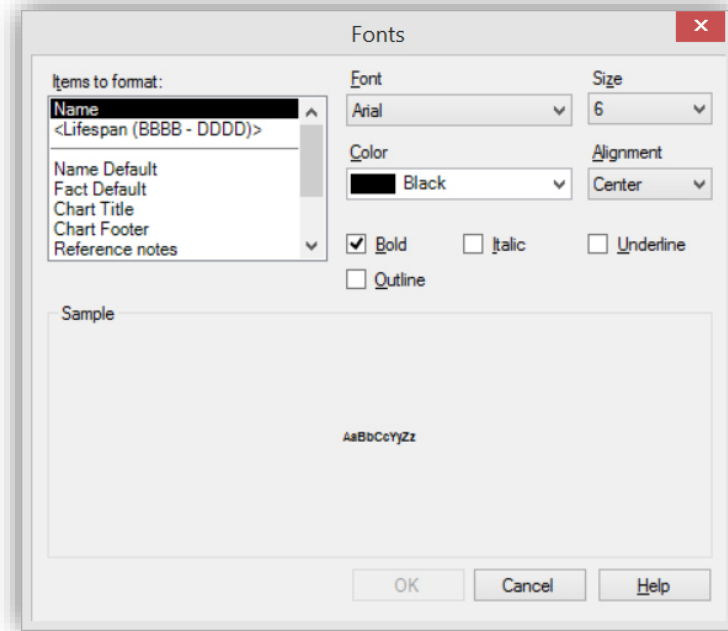 Fonts
Items to format:
Name
<Lifespan (BBBB - DDDD)>
Name Default
Fact Default
Chart Title
Chart Footer
Reference notes
Font
Arial
Size
6
Color
Black
Alignment
Center
Bold
Italic
Underline
Outline
Sample
AaBbCcYyZz
OK
Cancel
Help